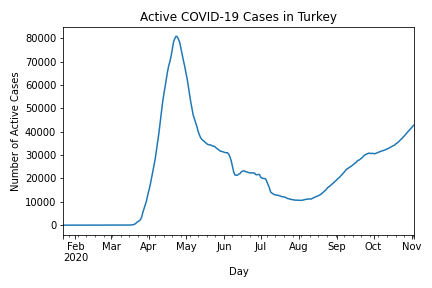 Active COVID-19 Cases in Turkey
Number of Active Cases
80000
70000
60000
50000
40000
30000
20000
10000
0
Feb Mar Apr May Jun Jul Aug Sep Oct Nov
2020
Day